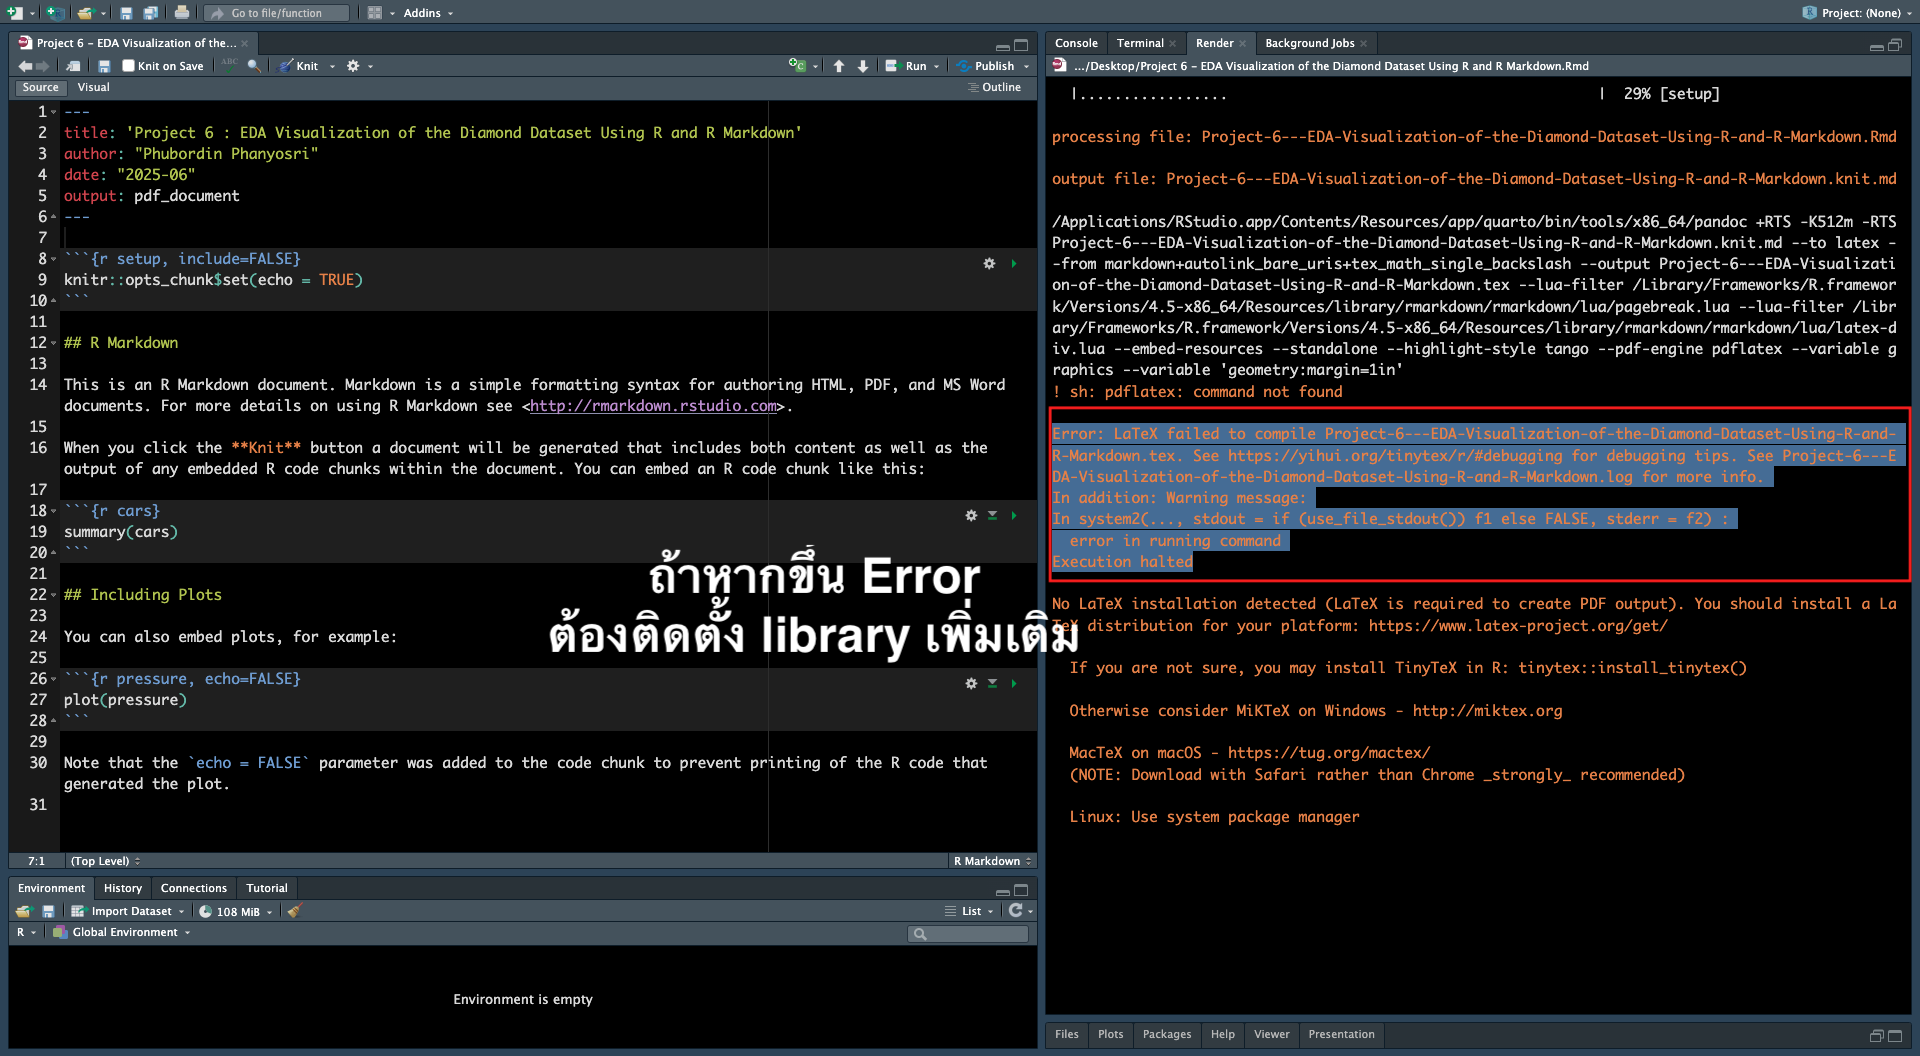 Go to file/function
Addins
Project: (None)
Project 6 – EDA Visualization of the...
Knit on Save
ABC
Knit
Run
Publish
Source
Visual
Outline
1 ---
2 title: 'Project 6 : EDA Visualization of the Diamond Dataset Using R and R Markdown'
3 author: "Phubordin Phanyosri"
4 date: "2025-06"
5 output: pdf_document
6 ---
7
8 ```{r setup, include=FALSE}
9 knitr::opts_chunk$set(echo = TRUE)
10 ```
11
12 ## R Markdown
13
14 This is an R Markdown document. Markdown is a simple formatting syntax for authoring HTML, PDF, and MS Word
documents. For more details on using R Markdown see <http://rmarkdown.rstudio.com>.
15
16 When you click the **Knit** button a document will be generated that includes both content as well as the
output of any embedded R code chunks within the document. You can embed an R code chunk like this:
17
18 ```{r cars}
19 summary(cars)
20 ```
21
22 ## Including Plots
23
24 You can also embed plots, for example:
25
26 ```{r pressure, echo=FALSE}
27 plot(pressure)
28 ```
29
30 Note that the `echo = FALSE` parameter was added to the code chunk to prevent printing of the R code that
generated the plot.
31
ถ้าหากขึ้น Error
ต้องติดตั้ง library เพิ่มเติม
7:1
(Top Level)
R Markdown
Environment
History
Connections
Tutorial
Import Dataset
108 MiB
List
R
Global Environment
Environment is empty
Console
Terminal
Render
Background Jobs
.../Desktop/Project 6 - EDA Visualization of the Diamond Dataset Using R and R Markdown.Rmd
|................. | 29% [setup]
processing file: Project-6---EDA-Visualization-of-the-Diamond-Dataset-Using-R-and-R-Markdown.Rmd
output file: Project-6---EDA-Visualization-of-the-Diamond-Dataset-Using-R-and-R-Markdown.knit.md
/Applications/RStudio.app/Contents/Resources/app/quarto/bin/tools/x86_64/pandoc +RTS -K512m -RTS
Project-6---EDA-Visualization-of-the-Diamond-Dataset-Using-R-and-R-Markdown.knit.md --to latex -
-from markdown+autolink_bare_uris+tex_math_single_backslash --output Project-6---EDA-Visualizati
on-of-the-Diamond-Dataset-Using-R-and-R-Markdown.tex --lua-filter /Library/Frameworks/R.framewor
k/Versions/4.5-x86_64/Resources/library/rmarkdown/rmarkdown/lua/pagebreak.lua --lua-filter /Libr
ary/Frameworks/R.framework/Versions/4.5-x86_64/Resources/library/rmarkdown/rmarkdown/lua/latex-d
iv.lua --embed-resources --standalone --highlight-style tango --pdf-engine pdflatex --variable g
raphics --variable 'geometry:margin=1in'
! sh: pdflatex: command not found
Error: LaTeX failed to compile Project-6---EDA-Visualization-of-the-Diamond-Dataset-Using-R-and-
R-Markdown.tex. See https://yihui.org/tinytex/r/#debugging for debugging tips. See Project-6---E
DA-Visualization-of-the-Diamond-Dataset-Using-R-and-R-Markdown.log for more info.
In addition: Warning message:
In system2(..., stdout = if (use_file_stdout()) f1 else FALSE, stderr = f2) :
error in running command
Execution halted
No LaTeX installation detected (LaTeX is required to create PDF output). You should install a La
TeX distribution for your platform: https://www.latex-project.org/get/
If you are not sure, you may install TinyTeX in R: tinytex::install_tinytex()
Otherwise consider MiKTeX on Windows - http://miktex.org
MacTeX on macOS - https://tug.org/mactex/
(NOTE: Download with Safari rather than Chrome _strongly_ recommended)
Linux: Use system package manager
Files
Plots
Packages
Help
Viewer
Presentation